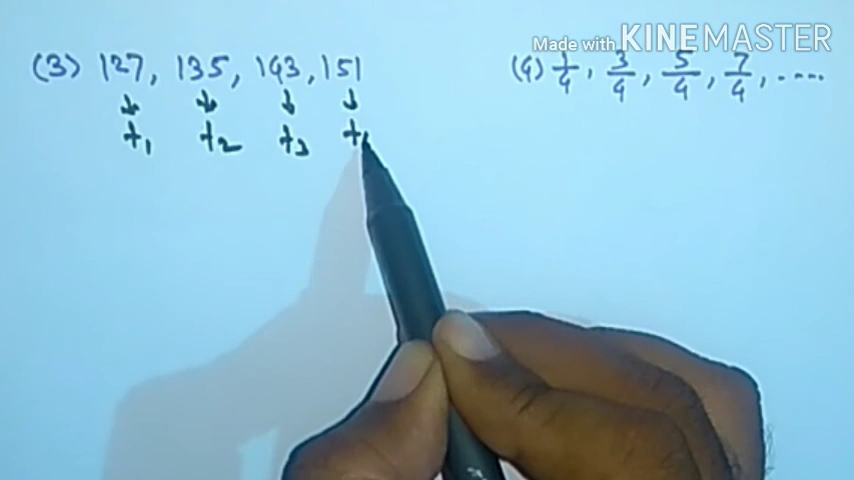 Made with KINEMASTER
(3) 127, 135, 143, 151
(4) 1/4, 3/4, 5/4, 7/4, ....
↓ ↓ ↓ ↓
t1 t2 t3 t